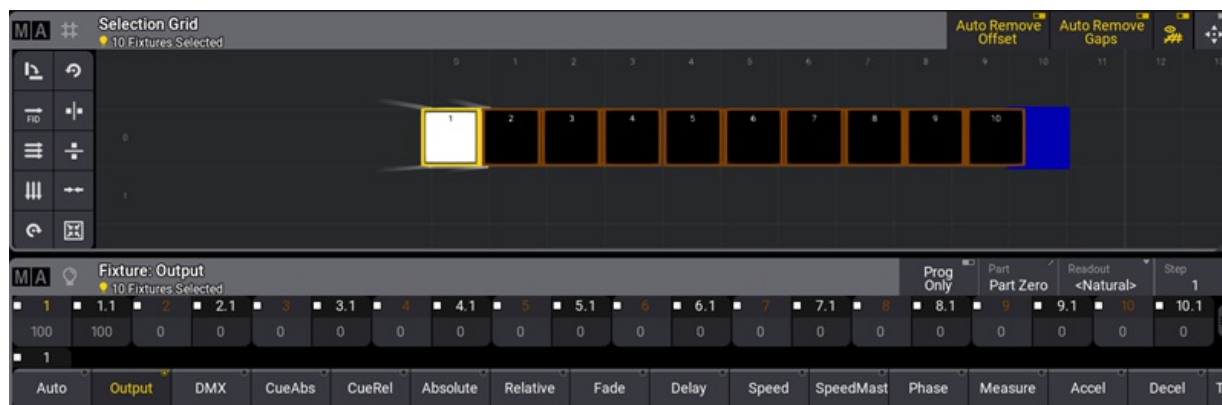 MA Selection Grid Auto Remove Offset Auto Remove Gaps
10 Fixtures Selected
0 1 2 3 4 5 6 7 8 9 10 11 12 13
FID
1 2 3 4 5 6 7 8 9 10
0
1
MA Fixture: Output Prog Only Part Part Zero Readout <Natural> Step 1
10 Fixtures Selected
1 1.1 2 2.1 3 3.1 4 4.1 5 5.1 6 6.1 7 7.1 8 8.1 9 9.1 10 10.1
100 100 0 0 0 0 0 0 0 0 0 0 0 0 0 0 0 0 0 0
1
Auto Output DMX CueAbs CueRel Absolute Relative Fade Delay Speed SpeedMast Phase Measure Accel Decel T